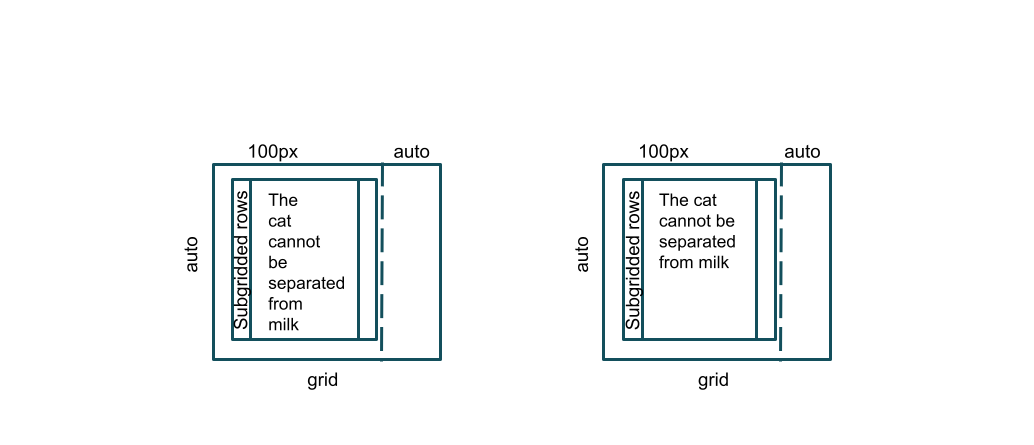 100px
auto
auto
Subgridded rows
The
cat
cannot
be
separated
from
milk
grid
100px
auto
auto
Subgridded rows
The cat
cannot be
separated
from milk
grid